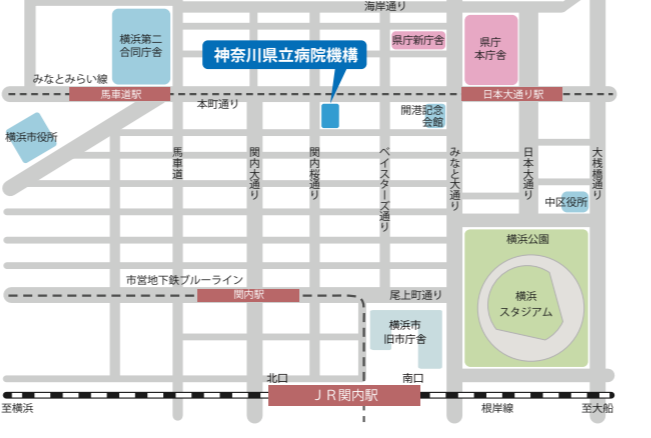 海岸通り
横浜第二
合同庁舎
県庁新庁舎
県庁
本庁舎
神奈川県立病院機構
みなとみらい線
馬車道駅
日本大通り駅
本町通り
開港記念
会館
横浜市役所
馬車道
関内大通り
関内桜通り
ベイスターズ通り
みなと大通り
日本大通り
大桟橋通り
中区役所
横浜公園
横浜
スタジアム
市営地下鉄ブルーライン
関内駅
尾上町通り
横浜市
旧市庁舎
北口
南口
ＪＲ関内駅
至横浜
根岸線
至大船